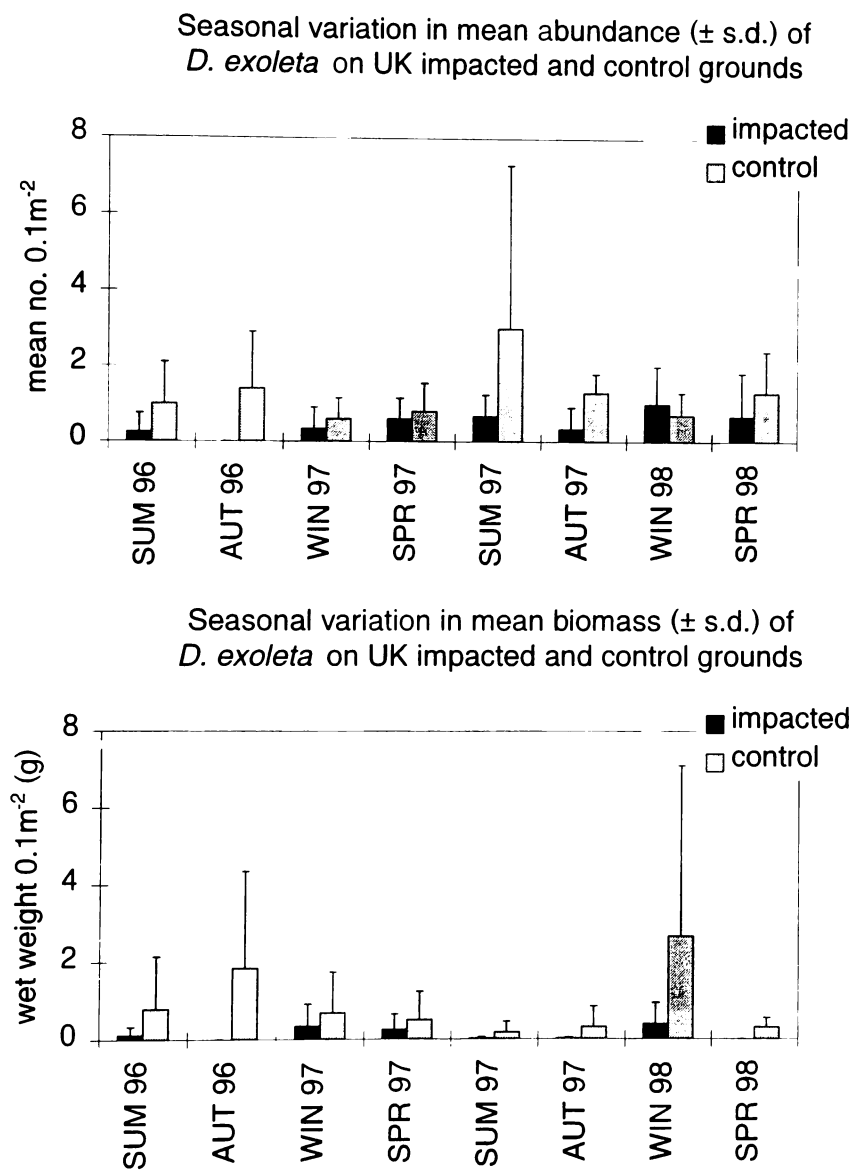 Seasonal variation in mean abundance (± s.d.) of
D. exoleta on UK impacted and control grounds
impacted
control
8
6
4
2
0
mean no. 0.1m⁻²
SUM 96
AUT 96
WIN 97
SPR 97
SUM 97
AUT 97
WIN 98
SPR 98
Seasonal variation in mean biomass (± s.d.) of
D. exoleta on UK impacted and control grounds
impacted
control
8
6
4
2
0
wet weight 0.1m⁻² (g)
SUM 96
AUT 96
WIN 97
SPR 97
SUM 97
AUT 97
WIN 98
SPR 98